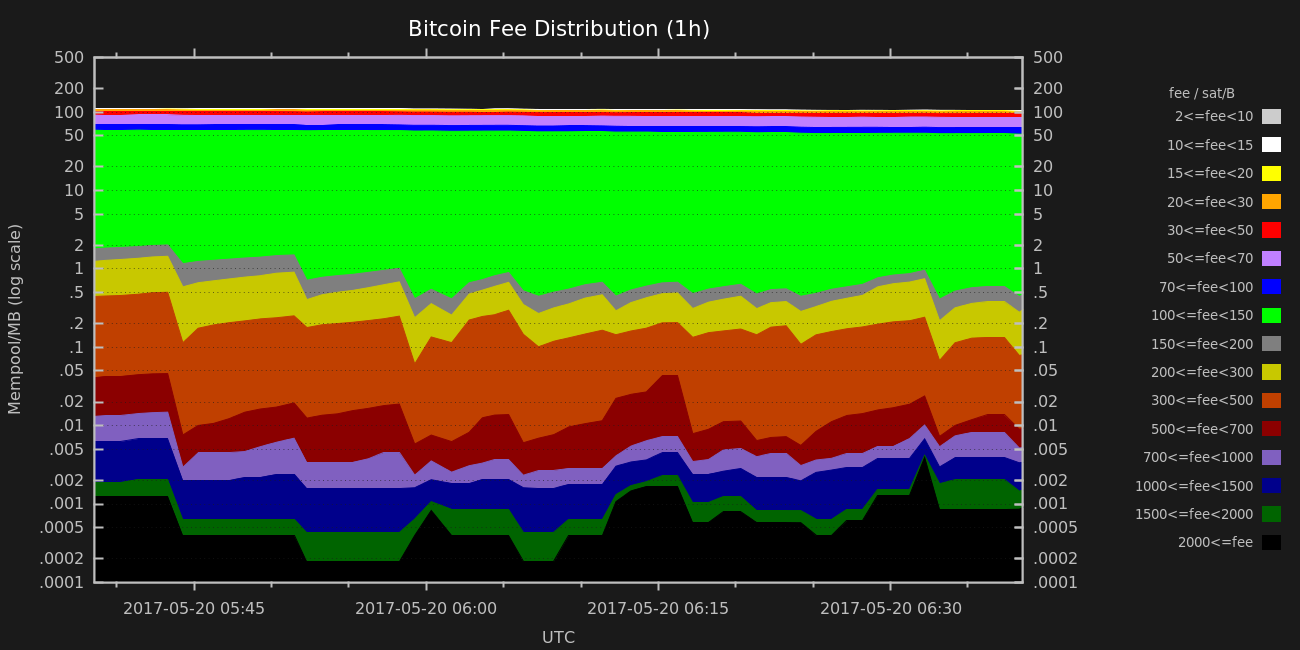 Bitcoin Fee Distribution (1h)
500 500
200 200
100 100
50 50
20 20
10 10
5 5
2 2
1 1
.5 .5
.2 .2
.1 .1
.05 .05
.02 .02
.01 .01
.005 .005
.002 .002
.001 .001
.0005 .0005
.0002 .0002
.0001 .0001
Mempool/MB (log scale)
2017-05-20 05:45 2017-05-20 06:00 2017-05-20 06:15 2017-05-20 06:30
UTC
fee / sat/B
2<=fee<10
10<=fee<15
15<=fee<20
20<=fee<30
30<=fee<50
50<=fee<70
70<=fee<100
100<=fee<150
150<=fee<200
200<=fee<300
300<=fee<500
500<=fee<700
700<=fee<1000
1000<=fee<1500
1500<=fee<2000
2000<=fee